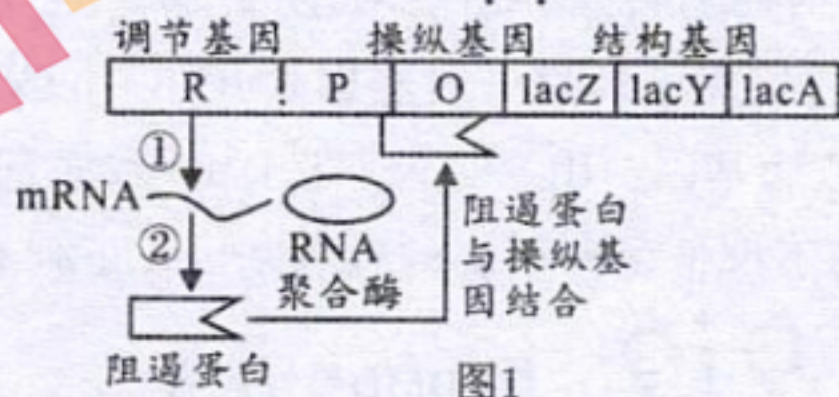 调节基因 操纵基因 结构基因
R P O lacZ lacY lacA
①
mRNA
②
RNA
聚合酶
阻遏蛋白
与操纵基
因结合
阻遏蛋白
图1